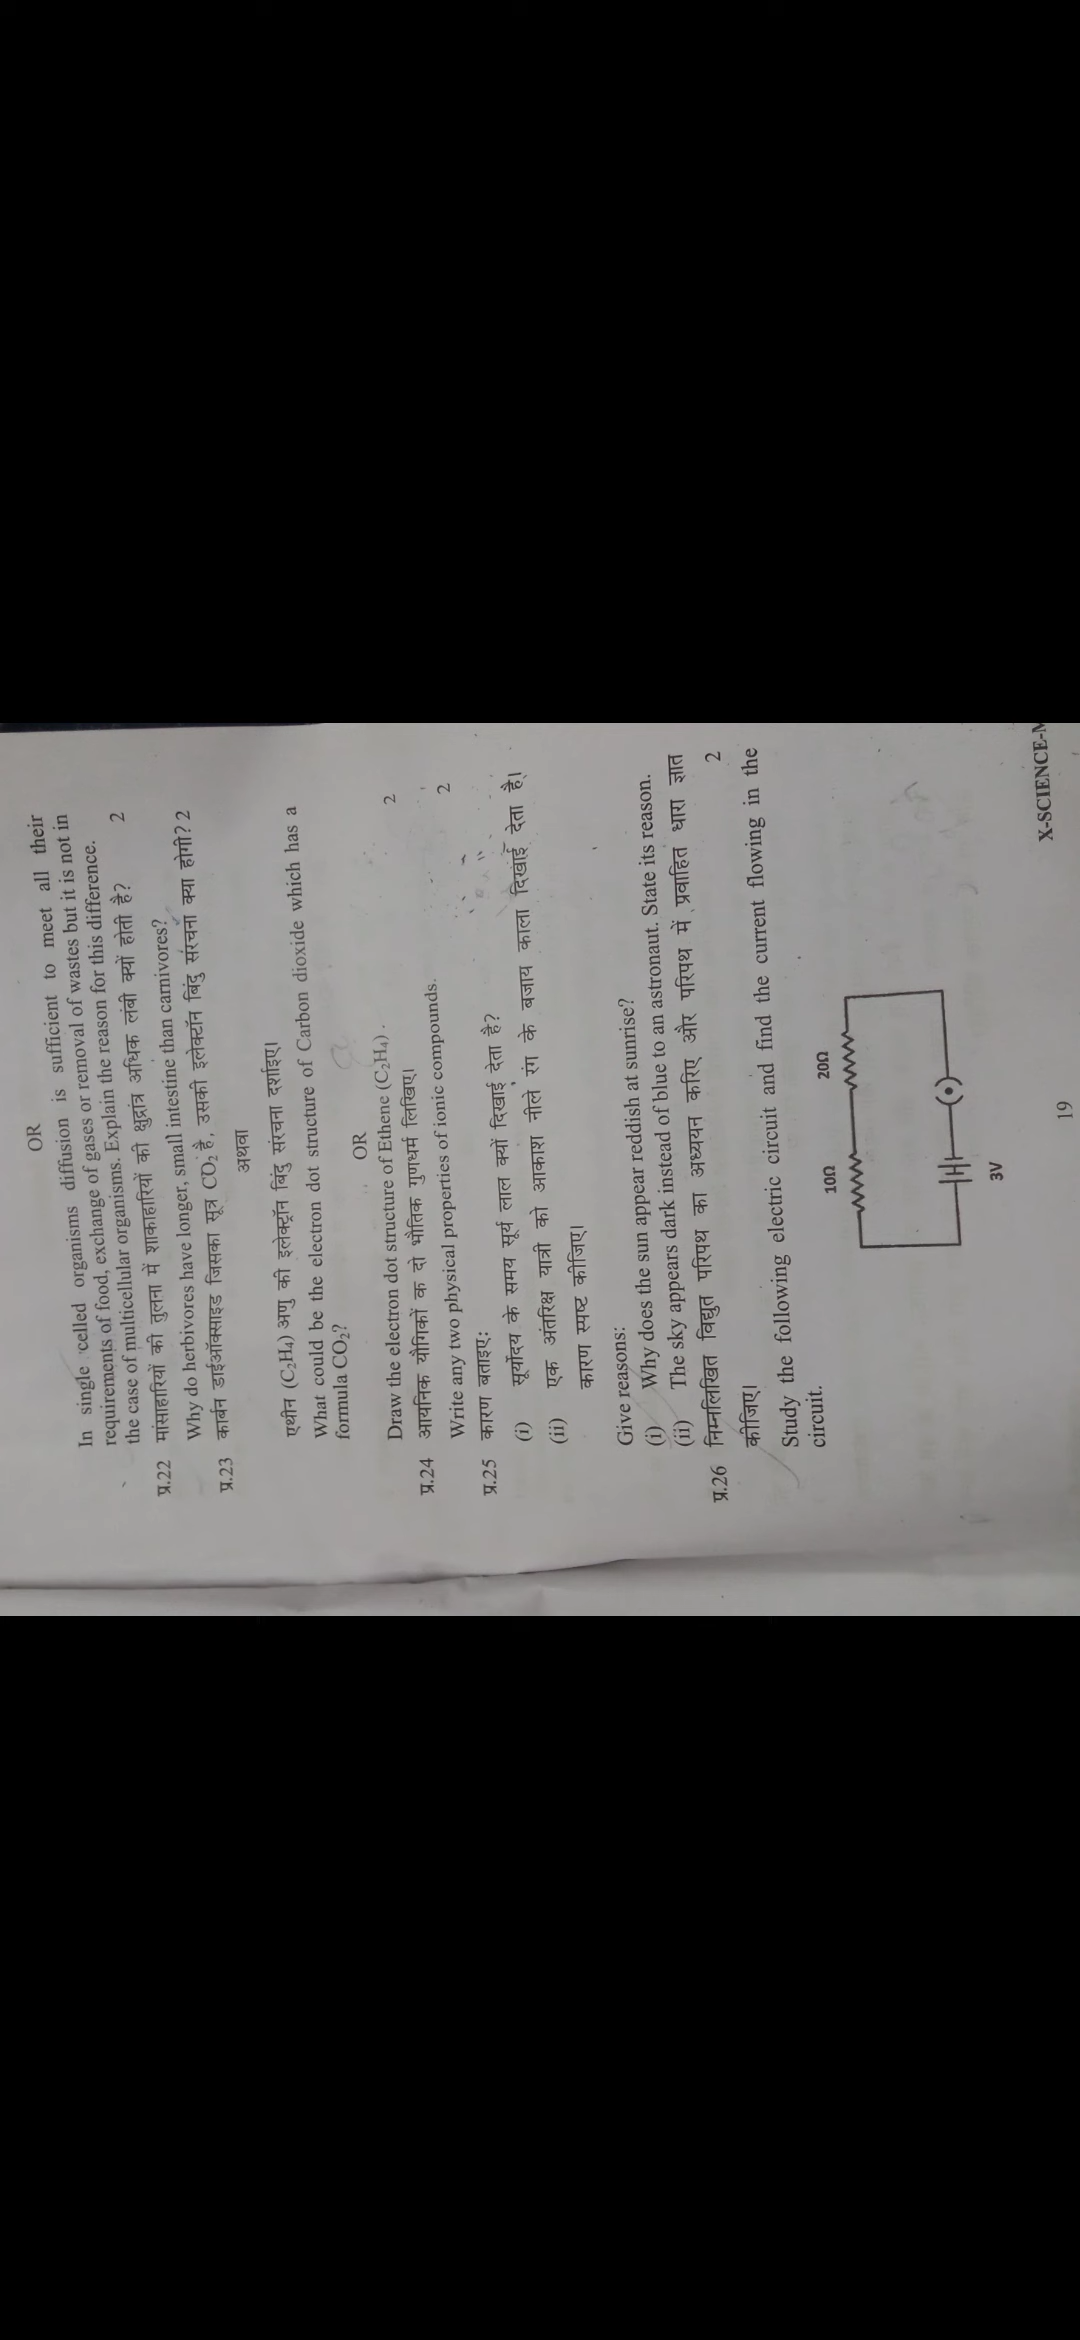 OR
In single celled organisms diffusion is sufficient to meet all their
requirements of food, exchange of gases or removal of wastes but it is not in
the case of multicellular organisms. Explain the reason for this difference.
प्र.22 मांसाहारियों की तुलना में शाकाहारियों की क्षुद्रांत्र अधिक लंबी क्यों होती है? 2
Why do herbivores have longer, small intestine than carnivores?
प्र.23 कार्बन डाईऑक्साइड जिसका सूत्र CO₂ है, उसकी इलेक्टॉन बिंदु संरचना क्या होगी? 2
अथवा
एथीन (C₂H₄) अणु की इलेक्ट्रॉन बिंदु संरचना दर्शाइए।
What could be the electron dot structure of Carbon dioxide which has a
formula CO₂?
OR
Draw the electron dot structure of Ethene (C₂H₄). 2
प्र.24 आयनिक यौगिकों क दो भौतिक गुणधर्म लिखिए।
Write any two physical properties of ionic compounds. 2
प्र.25 कारण बताइए:
(i) सूर्योदय के समय सूर्य लाल क्यों दिखाई देता है?
(ii) एक अंतरिक्ष यात्री को आकाश नीले रंग के बजाय काला दिखाई देता है।
कारण स्पष्ट कीजिए।
Give reasons:
(i) Why does the sun appear reddish at sunrise?
(ii) The sky appears dark instead of blue to an astronaut. State its reason.
प्र.26 निम्नलिखित विद्युत परिपथ का अध्ययन करिए और परिपथ में प्रवाहित धारा ज्ञात
कीजिए। 2
Study the following electric circuit and find the current flowing in the
circuit.
10Ω 20Ω
3V
19 X-SCIENCE-M